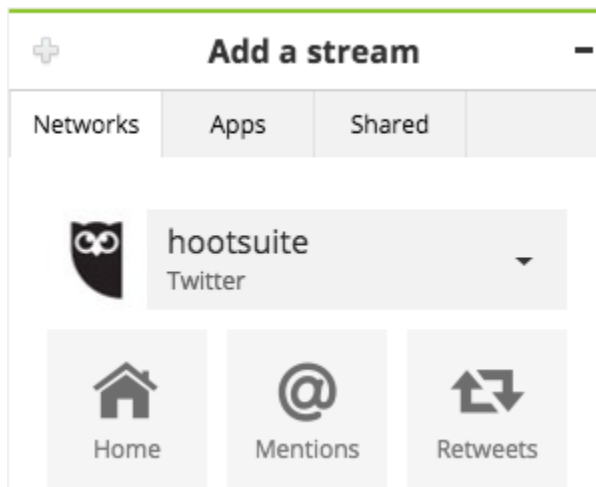 Add a stream
Networks Apps Shared
hootsuite
Twitter
Home Mentions Retweets